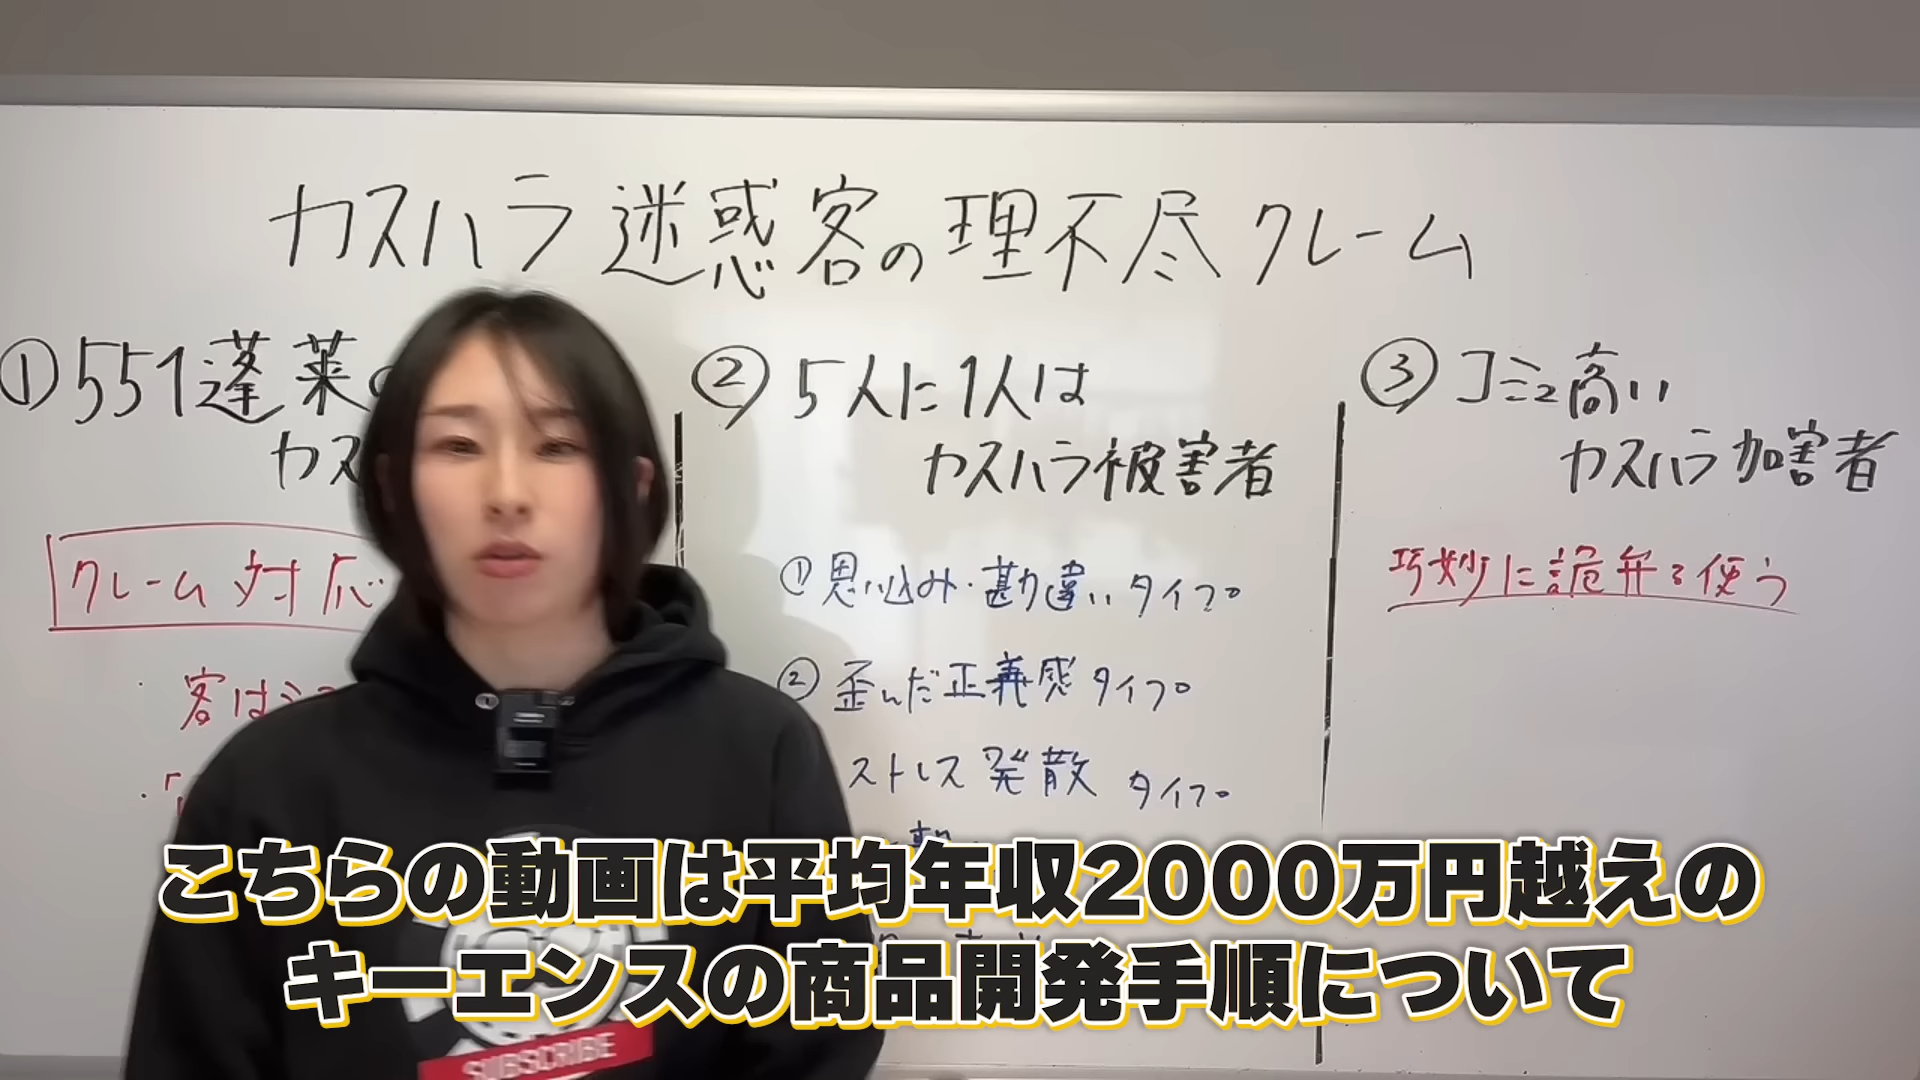 カスハラ迷惑客の理不尽クレーム
①551蓬莱の
カス
クレーム対応
・客は
②5人に1人は
カスハラ被害者
①思い込み・勘違いタイプ
②歪んだ正義感タイプ
ストレス発散タイプ
③コミュ高い
カスハラ加害者
巧妙に詭弁を使う
こちらの動画は平均年収2000万円越えの
キーエンスの商品開発手順について
SUBSCRIBE